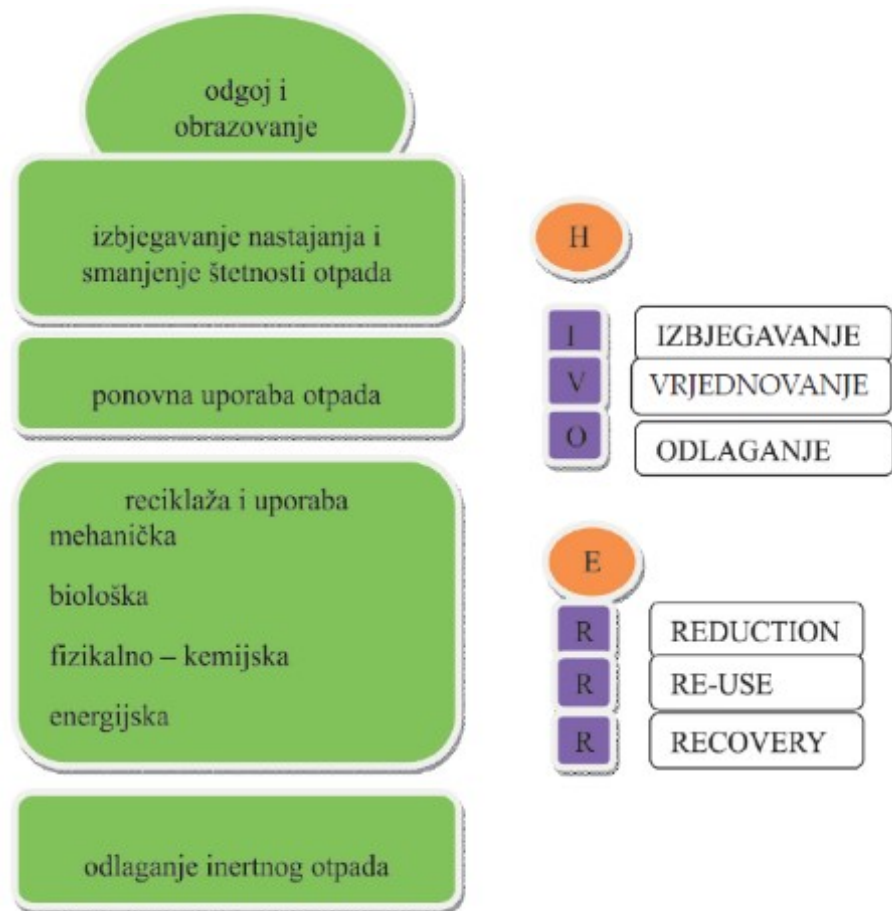 odgoj i
obrazovanje
izbjegavanje nastajanja i
smanjenje štetnosti otpada
ponovna uporaba otpada
reciklaža i uporaba
mehanička
biološka
fizikalno – kemijska
energijska
odlaganje inertnog otpada
H
I IZBJEGAVANJE
V VRJEDNOVANJE
O ODLAGANJE
E
R REDUCTION
R RE-USE
R RECOVERY